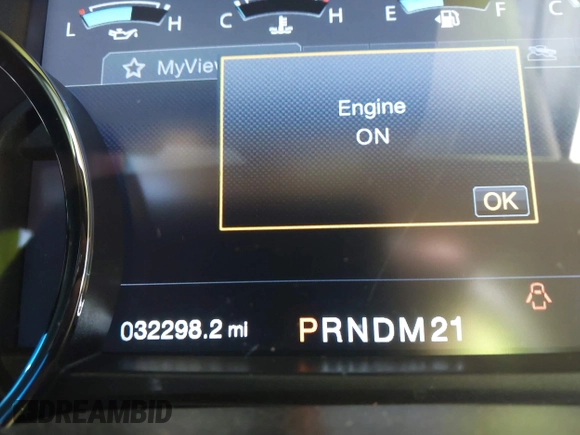 L H C H E F C
MyView
Engine
ON
OK
032298.2 mi PRNDM21
DREAMBID